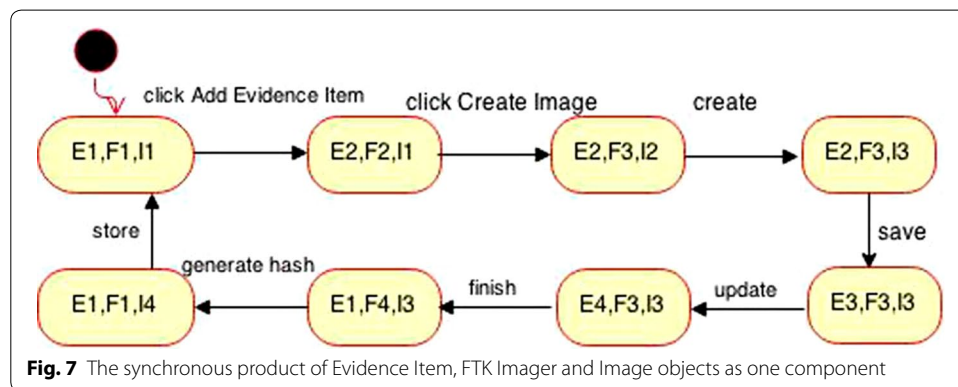 click Add Evidence Item
click Create Image
create
E1,F1,I1
E2,F2,I1
E2,F3,I2
E2,F3,I3
store
save
generate hash
finish
update
E1,F1,I4
E1,F4,I3
E4,F3,I3
E3,F3,I3
Fig. 7 The synchronous product of Evidence Item, FTK Imager and Image objects as one component